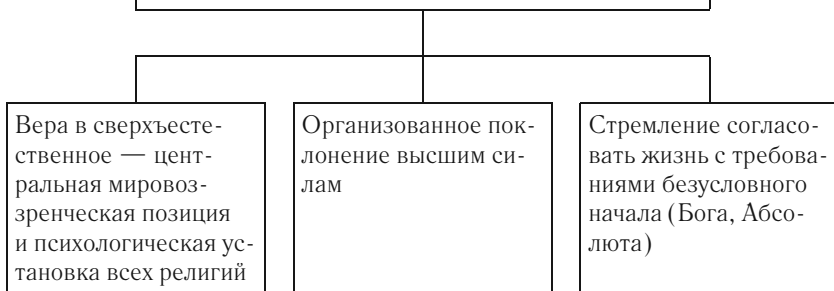 Вера в сверхъесте-
ственное — цент-
ральная мировоз-
зренческая позиция
и психологическая ус-
тановка всех религий
Организованное пок-
лонение высшим си-
лам
Стремление согласо-
вать жизнь с требова-
ниями безусловного
начала (Бога, Абсо-
люта)